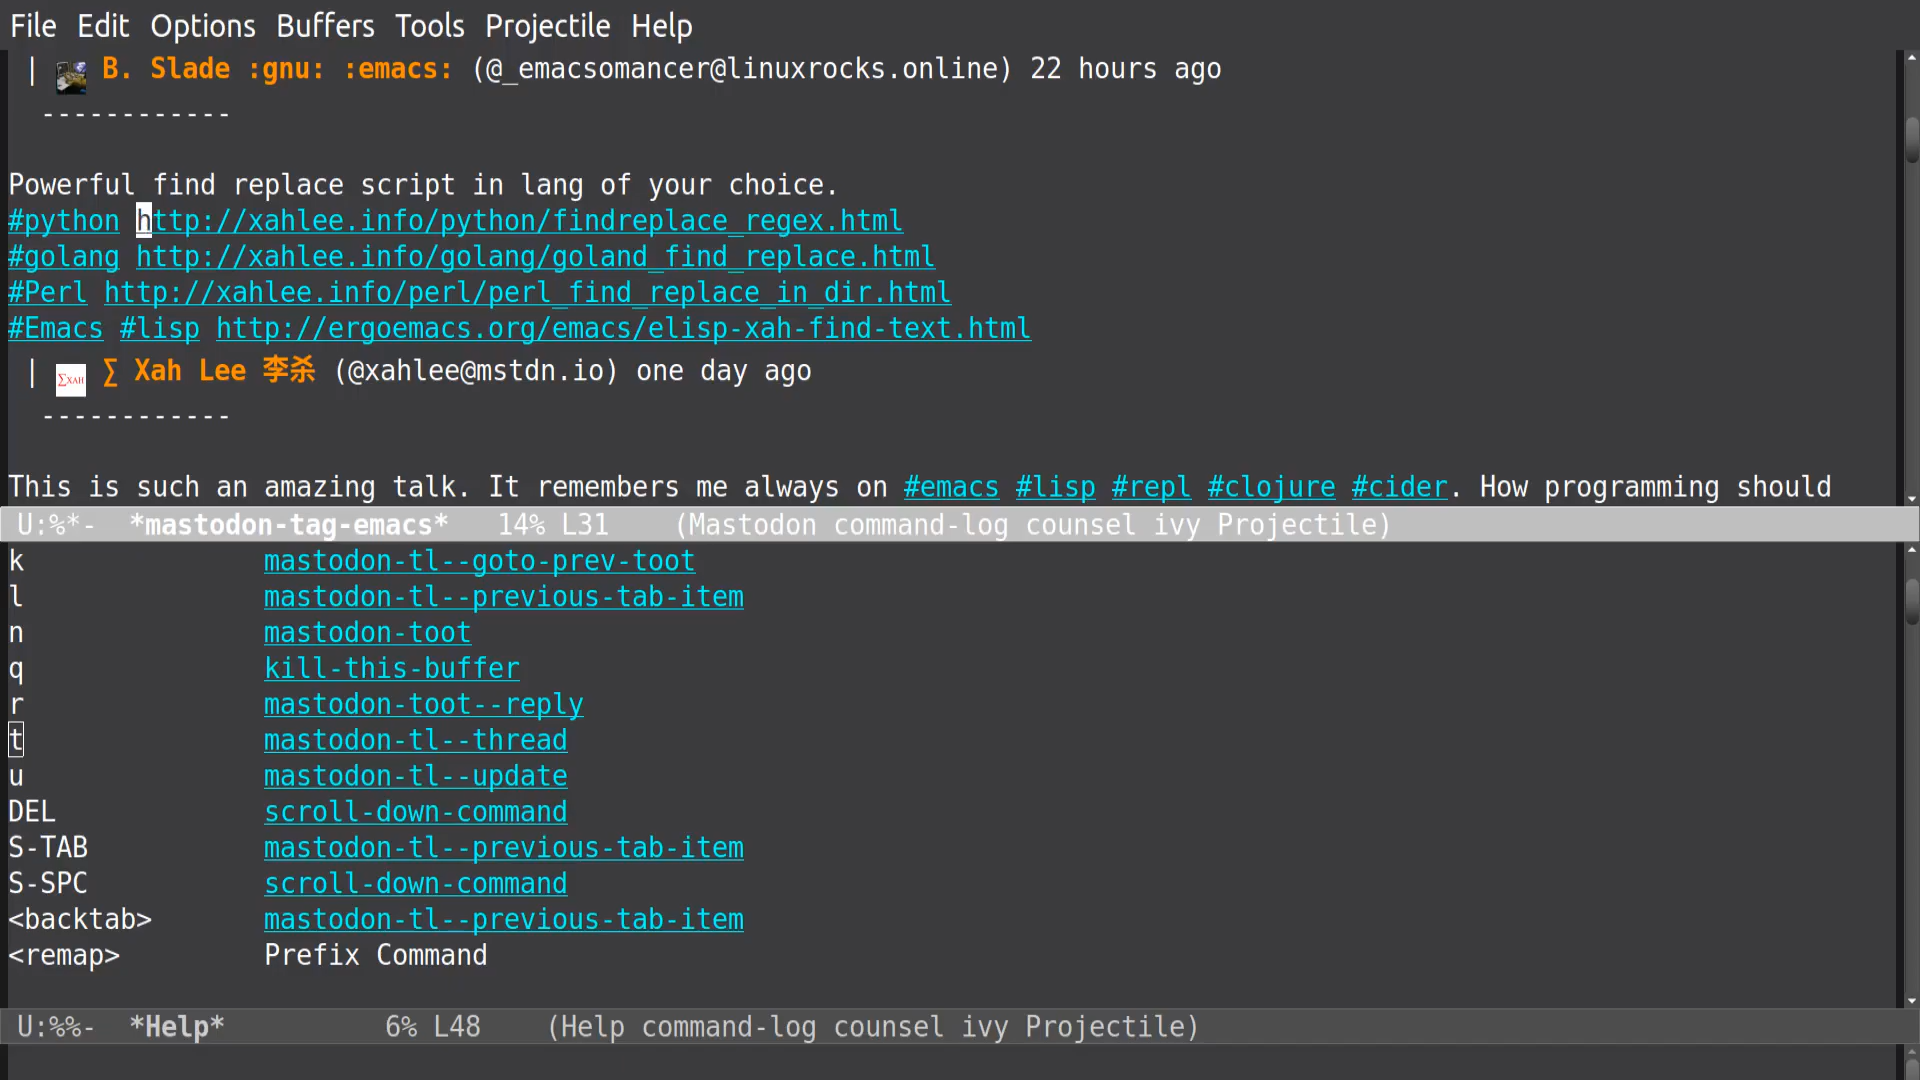 File Edit Options Buffers Tools Projectile Help
| B. Slade :gnu: :emacs: (@_emacsomancer@linuxrocks.online) 22 hours ago
------------
Powerful find replace script in lang of your choice.
#python http://xahlee.info/python/findreplace_regex.html
#golang http://xahlee.info/golang/goland_find_replace.html
#Perl http://xahlee.info/perl/perl_find_replace_in_dir.html
#Emacs #lisp http://ergoemacs.org/emacs/elisp-xah-find-text.html
| ∑XAH ∑ Xah Lee 李杀 (@xahlee@mstdn.io) one day ago
------------
This is such an amazing talk. It remembers me always on #emacs #lisp #repl #clojure #cider. How programming should
U:%*- *mastodon-tag-emacs* 14% L31 (Mastodon command-log counsel ivy Projectile)
k mastodon-tl--goto-prev-toot
l mastodon-tl--previous-tab-item
n mastodon-toot
q kill-this-buffer
r mastodon-toot--reply
t mastodon-tl--thread
u mastodon-tl--update
DEL scroll-down-command
S-TAB mastodon-tl--previous-tab-item
S-SPC scroll-down-command
<backtab> mastodon-tl--previous-tab-item
<remap> Prefix Command
U:%%- *Help* 6% L48 (Help command-log counsel ivy Projectile)